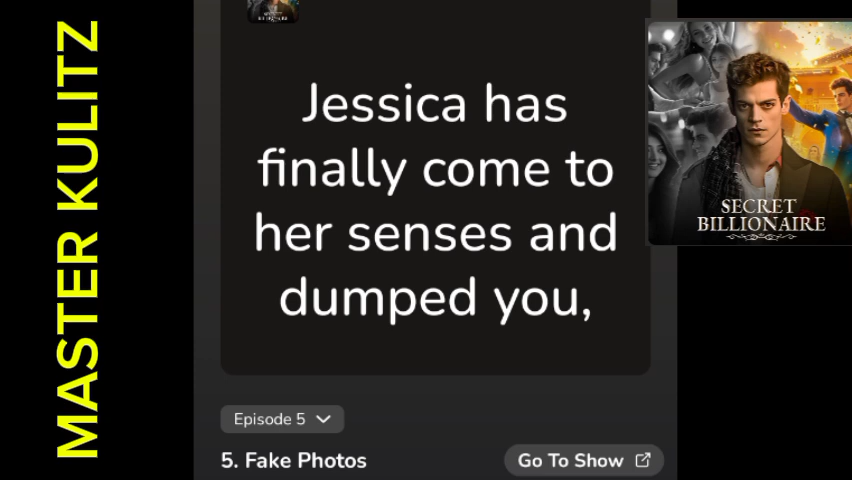 MASTER KULITZ
Jessica has
finally come to
her senses and
dumped you,
SECRET
BILLIONAIRE
Episode 5
5. Fake Photos
Go To Show